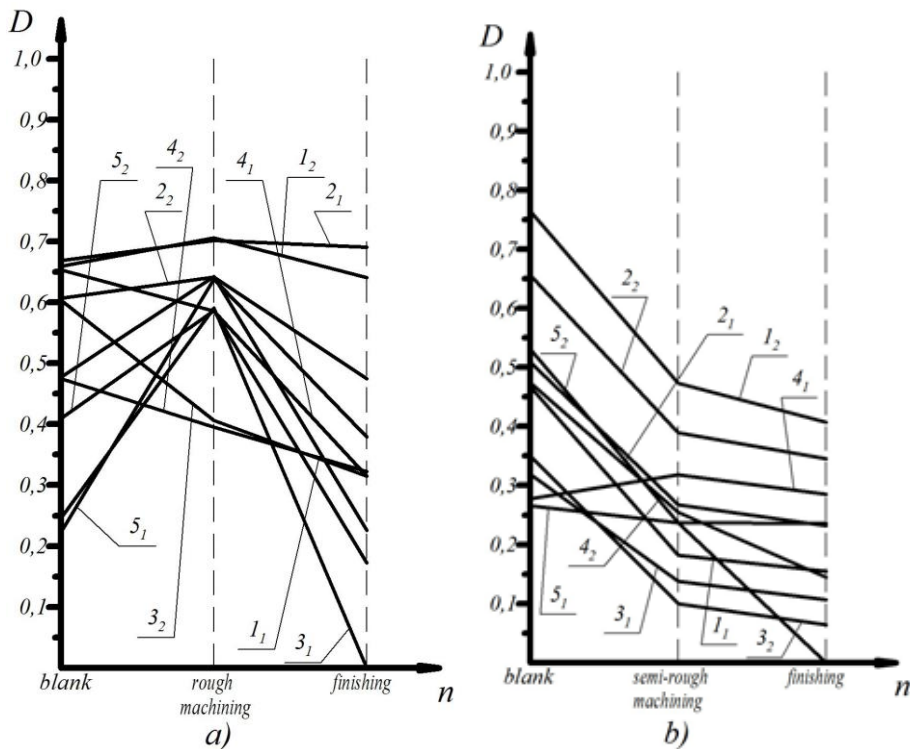 D
1,0
0,9
0,8
0,7
0,6
0,5
0,4
0,3
0,2
0,1
5₂
4₂
2₂
4₁
1₂
2₁
5₁
3₂
1₁
3₁
blank
rough
machining
finishing
n
a)
D
1,0
0,9
0,8
0,7
0,6
0,5
0,4
0,3
0,2
0,1
2₂
5₂
2₁
1₂
4₁
4₂
5₁
3₁
1₁
3₂
blank
semi-rough
machining
finishing
n
b)